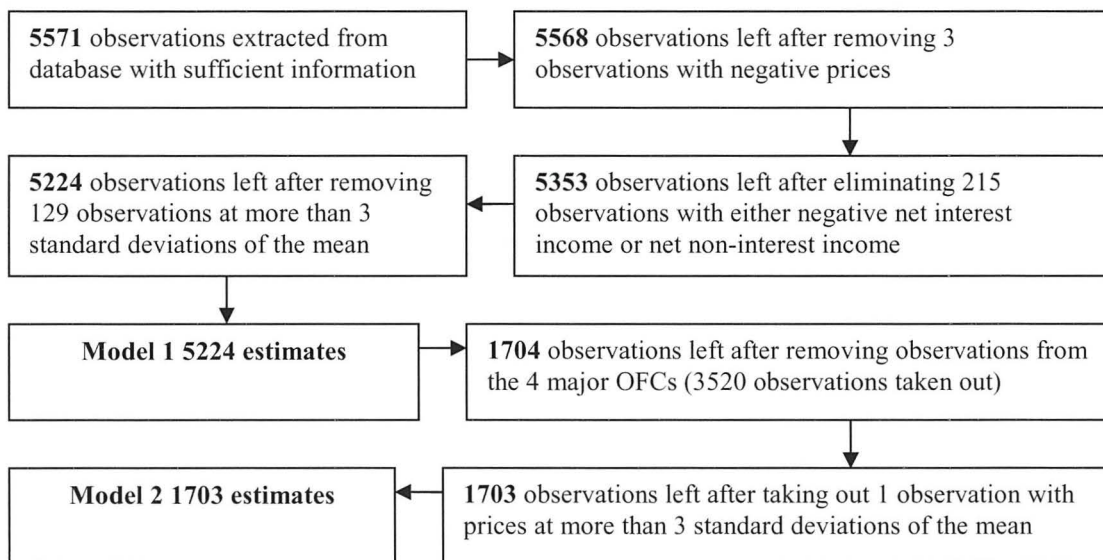 5571 observations extracted from
database with sufficient information
5568 observations left after removing 3
observations with negative prices
5353 observations left after eliminating 215
observations with either negative net interest
income or net non-interest income
5224 observations left after removing
129 observations at more than 3
standard deviations of the mean
Model 1 5224 estimates
1704 observations left after removing observations from
the 4 major OFCs (3520 observations taken out)
1703 observations left after taking out 1 observation with
prices at more than 3 standard deviations of the mean
Model 2 1703 estimates